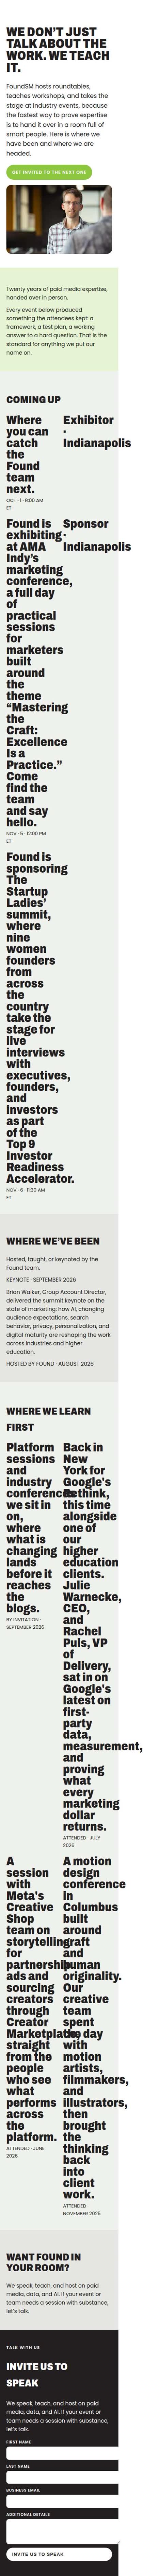 WE DON'T JUST
TALK ABOUT THE
WORK. WE TEACH
IT.
FoundSM hosts roundtables,
teaches workshops, and takes the
stage at industry events, because
the fastest way to prove expertise
is to hand it over in a room full of
smart people. Here is where we
have been and where we are
headed.
GET INVITED TO THE NEXT ONE
Twenty years of paid media expertise,
handed over in person.
Every event below produced
something the attendees kept: a
framework, a test plan, a working
answer to a hard question. That is the
standard for anything we put our
name on.
COMING UP
Where
you can
catch
the
Found
team
next.
OCT · 1 · 8:00 AM
ET
Exhibitor
·
Indianapolis
Found is
exhibiting
at AMA
Indy's
marketing
conference,
a full day
of
practical
sessions
for
marketers
built
around
the
theme
“Mastering
the
Craft:
Excellence
Is a
Practice.”
Come
find the
team
and say
hello.
NOV · 5 · 12:00 PM
ET
Sponsor
·
Indianapolis
Found is
sponsoring
The
Startup
Ladies’
summit,
where
nine
women
founders
from
across
the
country
take the
stage for
live
interviews
with
executives,
founders,
and
investors
as part
of the
Top 9
Investor
Readiness
Accelerator.
NOV · 6 · 11:30 AM
ET
WHERE WE'VE BEEN
Hosted, taught, or keynoted by the
Found team.
KEYNOTE · SEPTEMBER 2026
Brian Walker, Group Account Director,
delivered the summit keynote on the
state of marketing: how AI, changing
audience expectations, search
behavior, privacy, personalization, and
digital maturity are reshaping the work
across industries and higher
education.
HOSTED BY FOUND · AUGUST 2026
WHERE WE LEARN
FIRST
Platform
sessions
and
industry
conferences
we sit in
on,
where
what is
changing
lands
before it
reaches
the
blogs.
BY INVITATION ·
SEPTEMBER 2026
Back in
New
York for
Google's
Rethink,
this time
alongside
one of
our
higher
education
clients.
Julie
Warnecke,
CEO,
and
Rachel
Puls, VP
of
Delivery,
sat in on
Google's
latest on
first-
party
data,
measurement,
and
proving
what
every
marketing
dollar
returns.
ATTENDED · JULY
2026
A
session
with
Meta's
Creative
Shop
team on
storytelling
for
partnership
ads and
sourcing
creators
through
Creator
Marketplace,
straight
from the
people
who see
what
performs
across
the
platform.
ATTENDED · JUNE
2026
A motion
design
conference
in
Columbus
built
around
craft
and
human
originality.
Our
creative
team
spent
the day
with
motion
artists,
filmmakers,
and
illustrators,
then
brought
the
thinking
back
into
client
work.
ATTENDED ·
NOVEMBER 2025
WANT FOUND IN
YOUR ROOM?
We speak, teach, and host on paid
media, data, and AI. If your event or
team needs a session with substance,
let's talk.
TALK WITH US
INVITE US TO
SPEAK
We speak, teach, and host on paid
media, data, and AI. If your event or
team needs a session with substance,
let's talk.
FIRST NAME
LAST NAME
BUSINESS EMAIL
ADDITIONAL DETAILS
INVITE US TO SPEAK